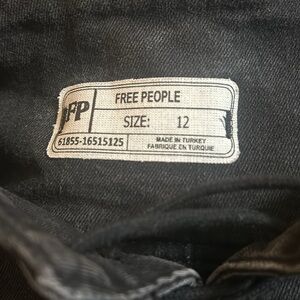 FP
FREE PEOPLE
SIZE: 12
61855-16515125
MADE IN TURKEY
FABRIQUE EN TURQUIE